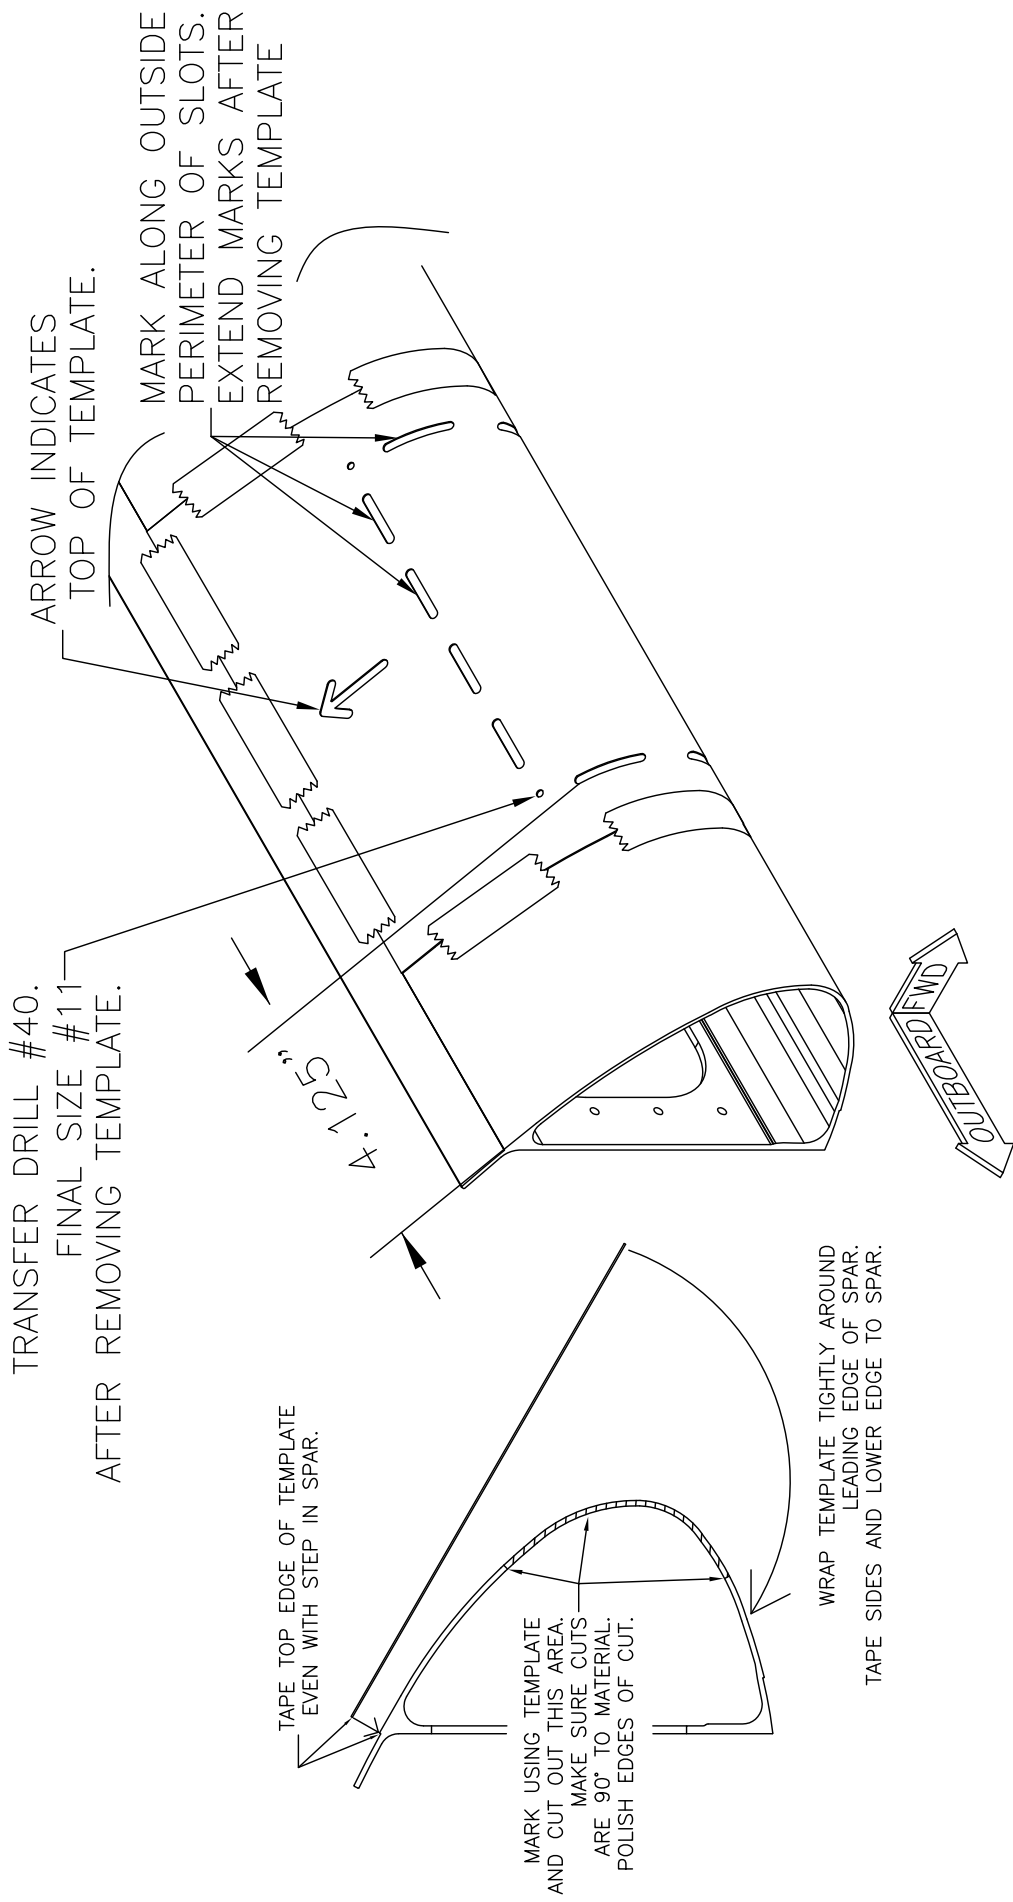 TRANSFER DRILL #40.
FINAL SIZE #11
AFTER REMOVING TEMPLATE.
ARROW INDICATES
TOP OF TEMPLATE.
MARK ALONG OUTSIDE
PERIMETER OF SLOTS.
EXTEND MARKS AFTER
REMOVING TEMPLATE
4.125"
TAPE TOP EDGE OF TEMPLATE
EVEN WITH STEP IN SPAR.
MARK USING TEMPLATE
AND CUT OUT THIS AREA.
MAKE SURE CUTS
ARE 90° TO MATERIAL.
POLISH EDGES OF CUT.
WRAP TEMPLATE TIGHTLY AROUND
LEADING EDGE OF SPAR.
TAPE SIDES AND LOWER EDGE TO SPAR.
OUTBOARD
FWD